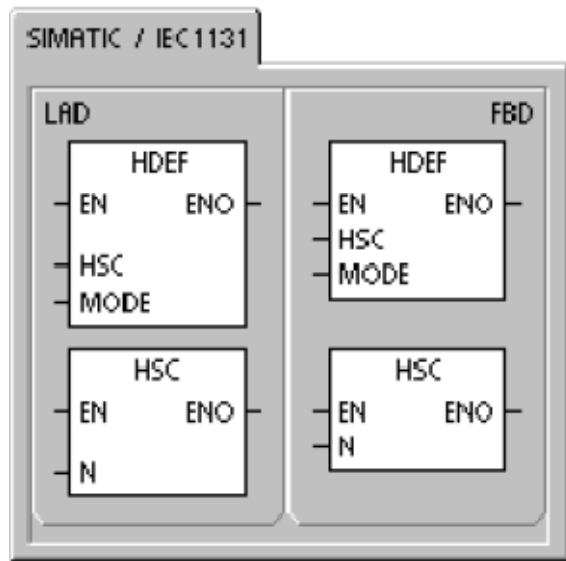 SIMATIC / IEC1131
LAD
HDEF
EN ENO
HSC
MODE
HSC
EN ENO
N
FBD
HDEF
EN ENO
HSC
MODE
HSC
EN ENO
N